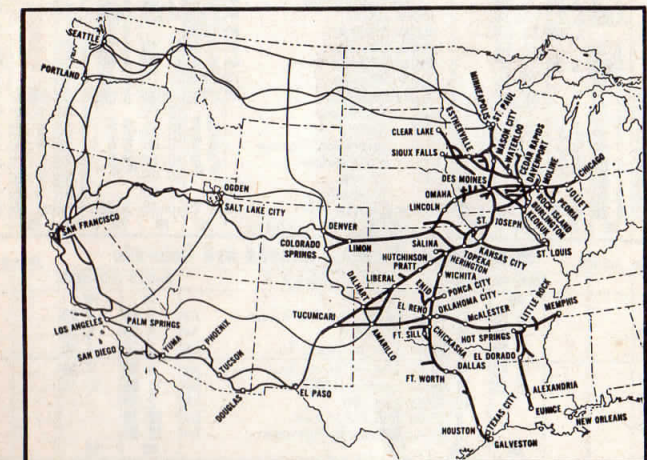 SEATTLE
PORTLAND
SAN FRANCISCO
OGDEN
SALT LAKE CITY
LOS ANGELES
PALM SPRINGS
SAN DIEGO
YUMA
PHOENIX
TUCSON
DOUGLAS
EL PASO
TUCUMCARI
DENVER
COLORADO
SPRINGS
LIMON
CLEAR LAKE
ESTHERVILLE
SIOUX FALLS
MINNEAPOLIS
ST. PAUL
MASON CITY
WATERLOO
CEDAR RAPIDS
DAVENPORT
MOLINE
CHICAGO
JOLIET
PEORIA
ROCK ISLAND
BURLINGTON
KEOKUK
DES MOINES
OMAHA
LINCOLN
ST. JOSEPH
KANSAS CITY
ST. LOUIS
SALINA
TOPEKA
HERINGTON
HUTCHINSON
PRATT
WICHITA
LIBERAL
ENID
PONCA CITY
DALHART
EL RENO
OKLAHOMA CITY
AMARILLO
FT. SILL
CHICKASHA
McALESTER
LITTLE ROCK
MEMPHIS
HOT SPRINGS
EL DORADO
DALLAS
FT. WORTH
ALEXANDRIA
EUNICE
NEW ORLEANS
HOUSTON
TEXAS CITY
GALVESTON